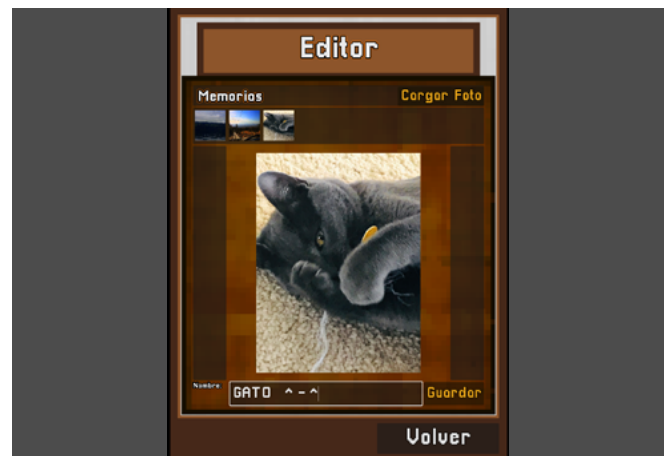 Editor
Memorias
Cargar Foto
Nombre
GATO ^-^
Guardar
Volver